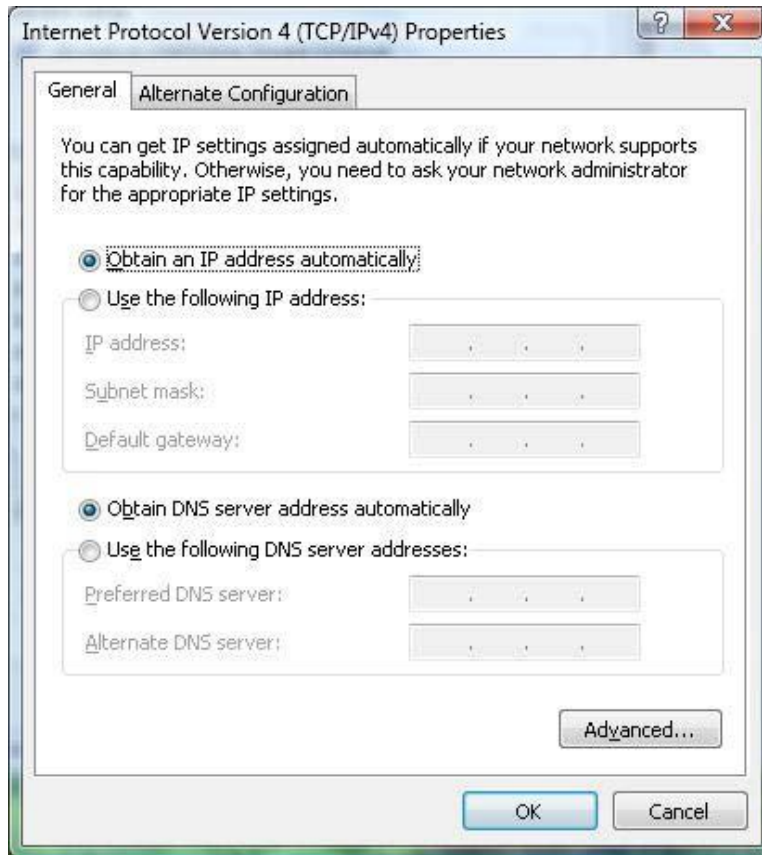 Internet Protocol Version 4 (TCP/IPv4) Properties
?
General
Alternate Configuration
You can get IP settings assigned automatically if your network supports
this capability. Otherwise, you need to ask your network administrator
for the appropriate IP settings.
Obtain an IP address automatically
Use the following IP address:
IP address:
Subnet mask:
Default gateway:
Obtain DNS server address automatically
Use the following DNS server addresses:
Preferred DNS server:
Alternate DNS server:
Advanced...
OK
Cancel